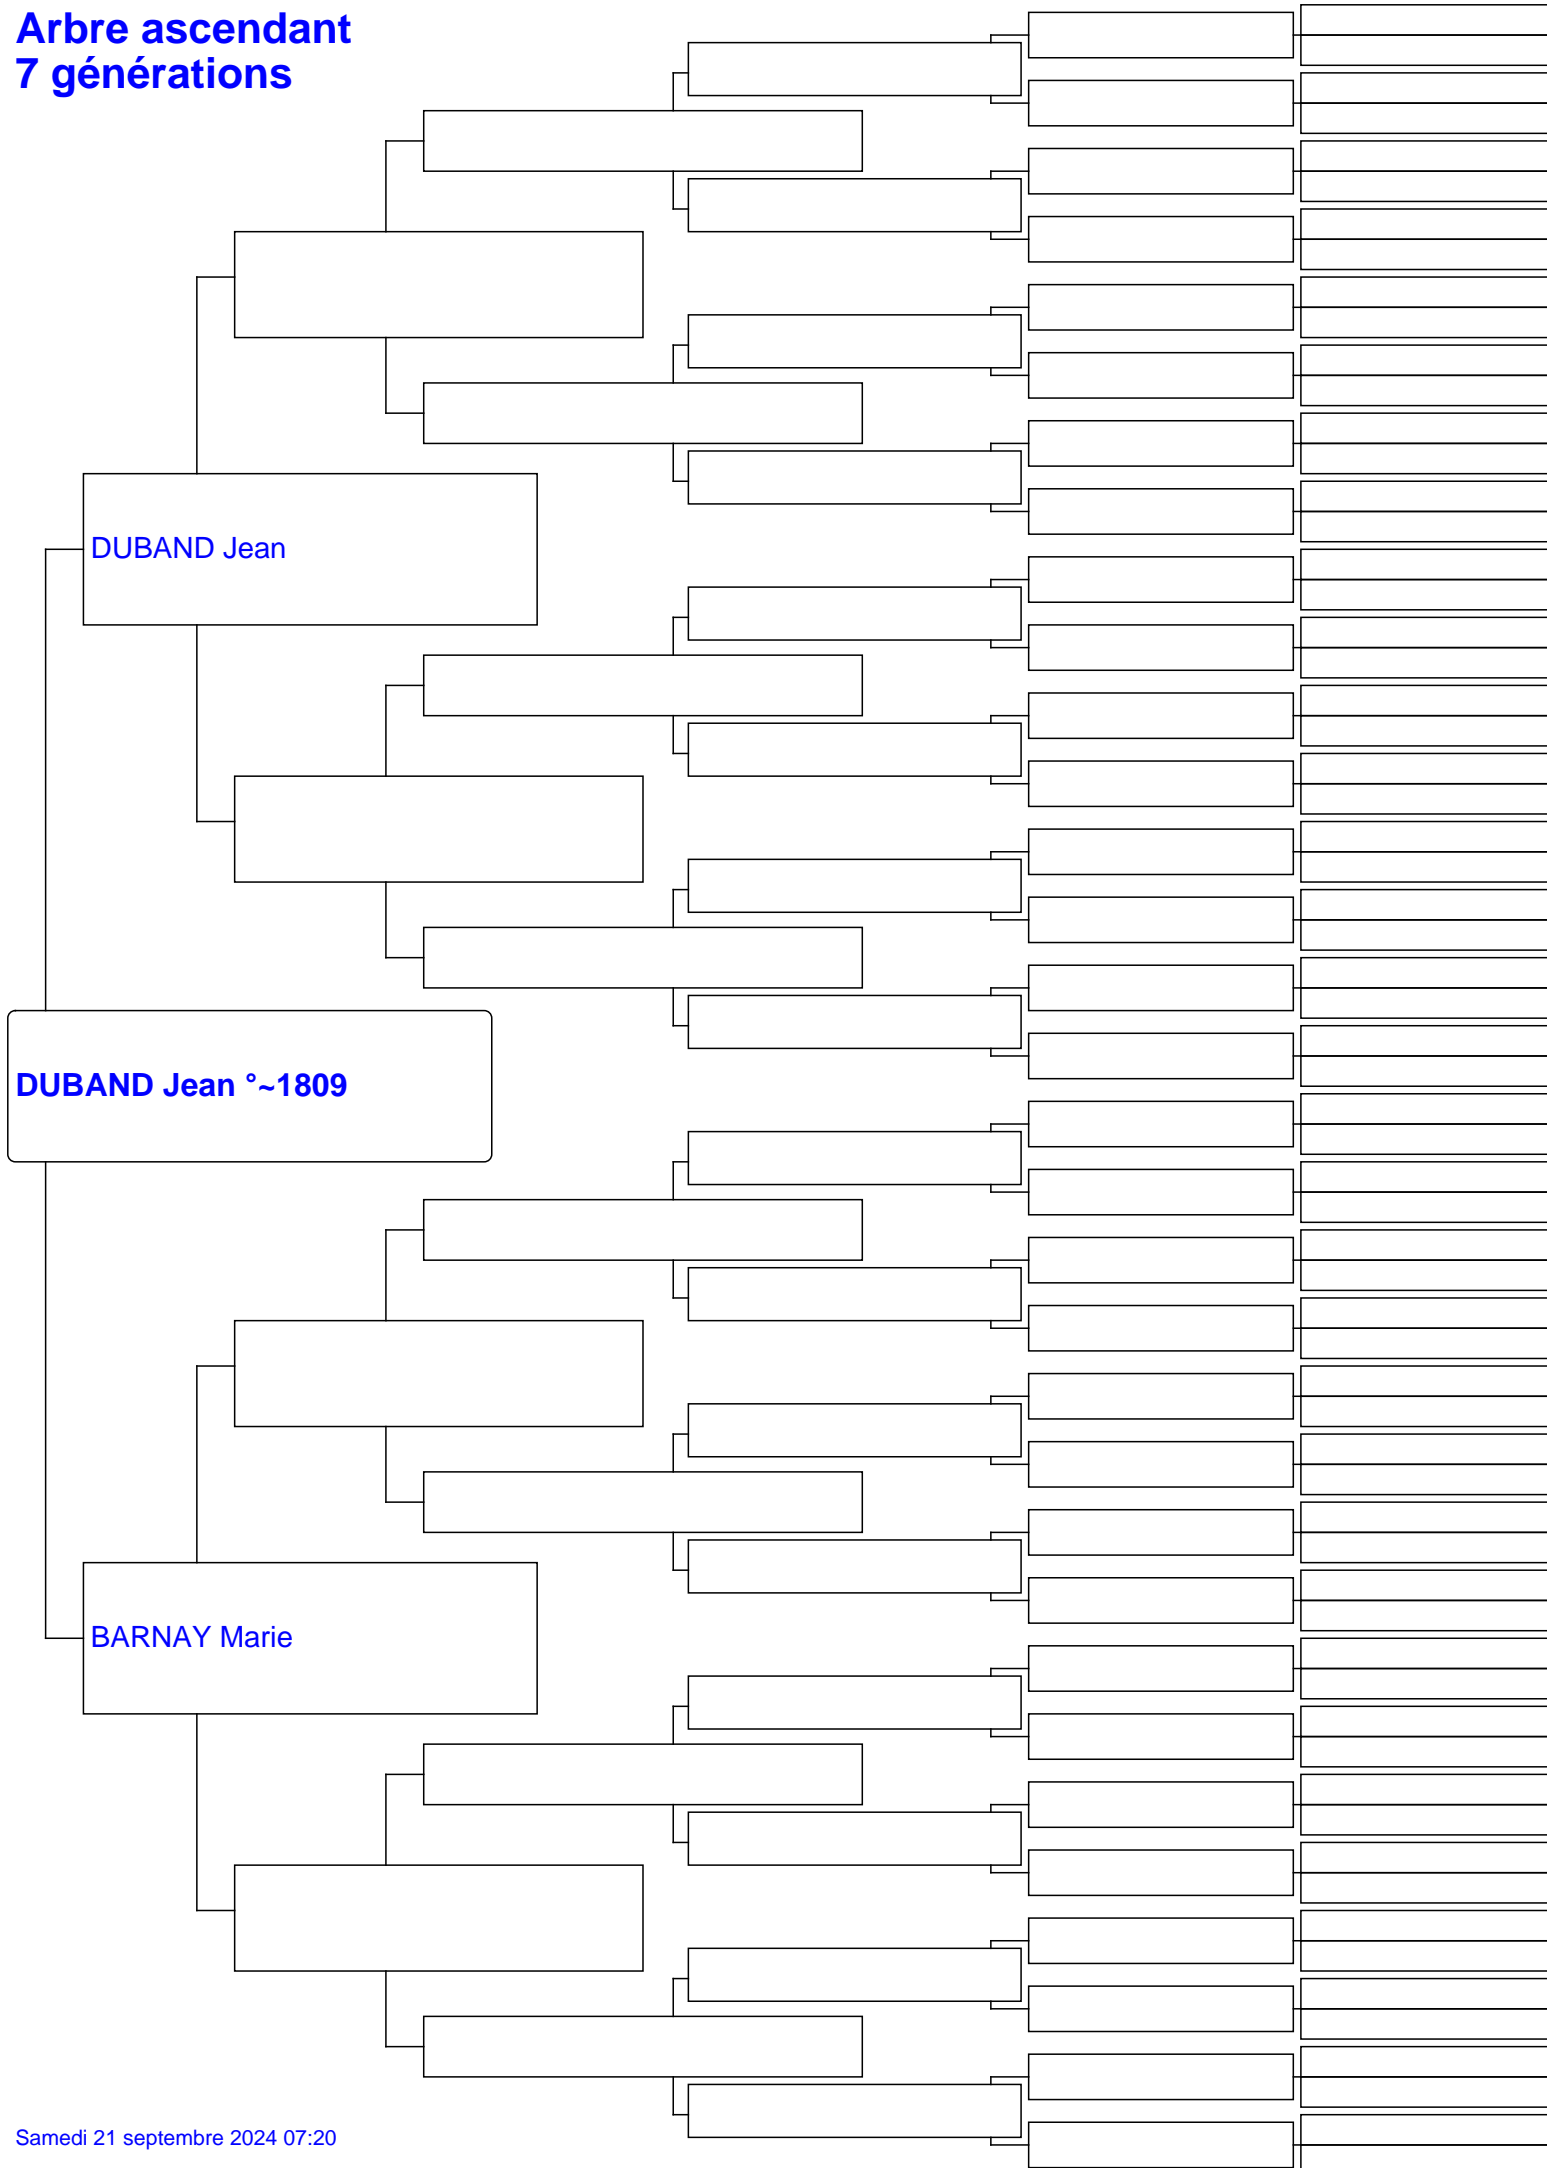 Arbre ascendant
7 générations
DUBAND Jean
DUBAND Jean °~1809
BARNAY Marie
Samedi 21 septembre 2024 07:20